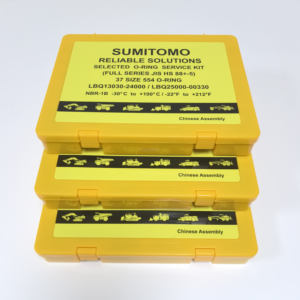 SUMITOMO
RELIABLE SOLUTIONS
SELECTED O-RING SERVICE KIT
(FULL SERIES JIS HS 88+-5)
37 SIZE 554 O-RING
LBQ13030-24000 / LBQ25000-00330
NBR-1B -30°C to +100°C (-22°F to +212°F
Chinese Assembly
Chinese Assembly
Chinese Assembly